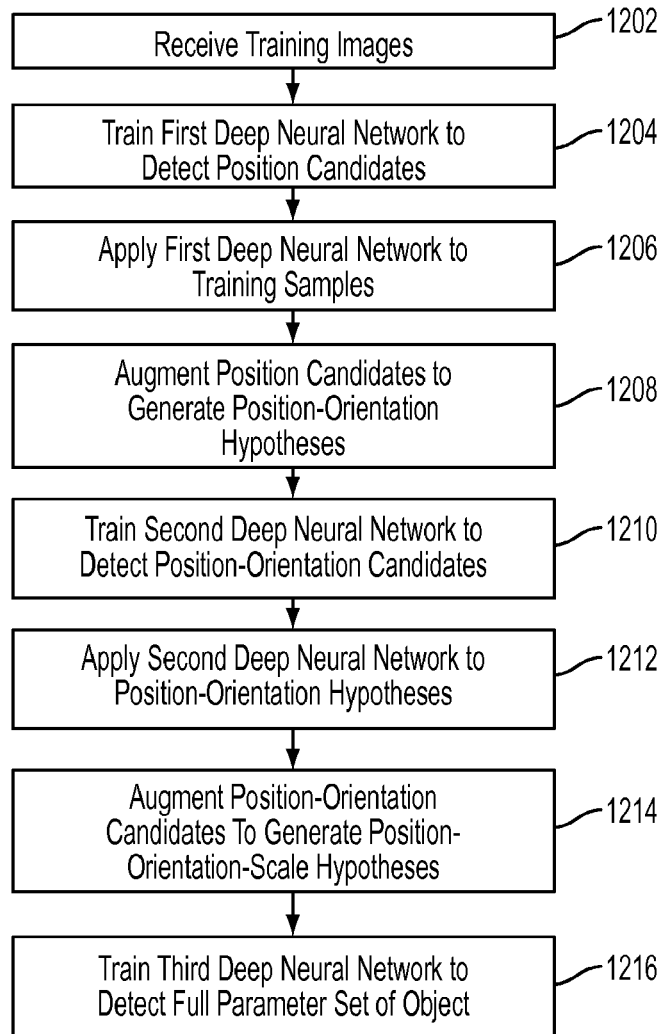 Receive Training Images
1202
Train First Deep Neural Network to
Detect Position Candidates
1204
Apply First Deep Neural Network to
Training Samples
1206
Augment Position Candidates to
Generate Position-Orientation
Hypotheses
1208
Train Second Deep Neural Network to
Detect Position-Orientation Candidates
1210
Apply Second Deep Neural Network to
Position-Orientation Hypotheses
1212
Augment Position-Orientation
Candidates To Generate Position-
Orientation-Scale Hypotheses
1214
Train Third Deep Neural Network to
Detect Full Parameter Set of Object
1216